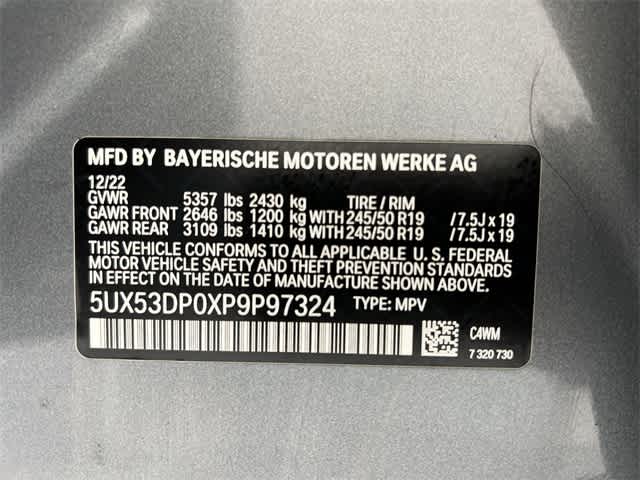 MFD BY BAYERISCHE MOTOREN WERKE AG
12/22
GVWR 5357 lbs 2430 kg TIRE / RIM
GAWR FRONT 2646 lbs 1200 kg WITH 245/50 R19 /7.5J x 19
GAWR REAR 3109 lbs 1410 kg WITH 245/50 R19 /7.5J x 19
THIS VEHICLE CONFORMS TO ALL APPLICABLE U. S. FEDERAL
MOTOR VEHICLE SAFETY AND THEFT PREVENTION STANDARDS
IN EFFECT ON THE DATE OF MANUFACTURE SHOWN ABOVE.
5UX53DP0XP9P97324 TYPE: MPV
C4WM
7 320 730